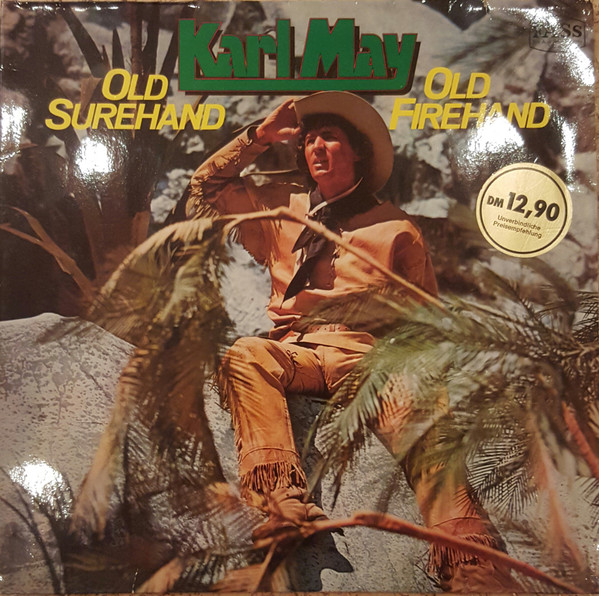 Karl May
OLD
SUREHAND
OLD
FIREHAND
DM 12,90
Unverbindliche
Preisempfehlung